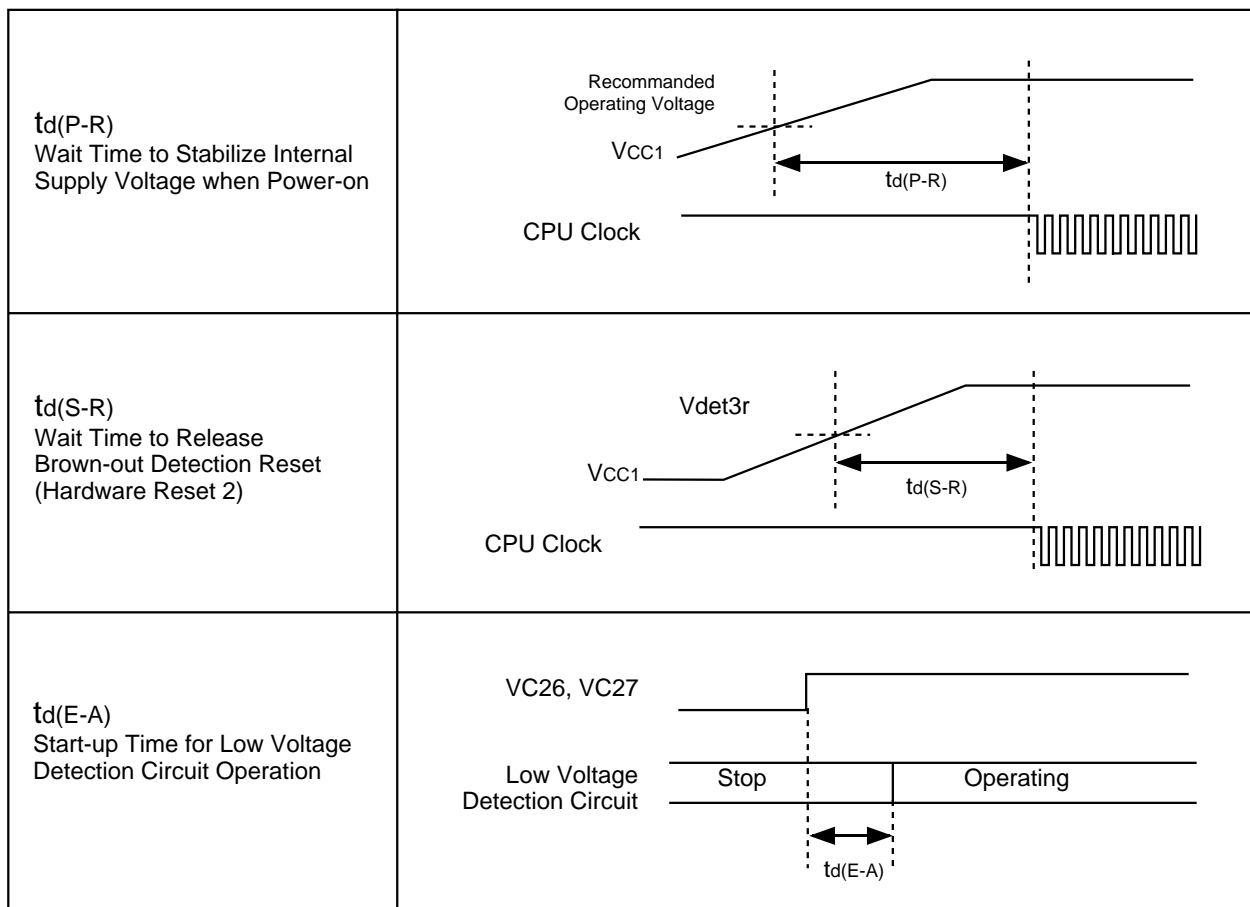 td(P-R)
Wait Time to Stabilize Internal
Supply Voltage when Power-on
Recommanded
Operating Voltage
VCC1
td(P-R)
CPU Clock
td(S-R)
Wait Time to Release
Brown-out Detection Reset
(Hardware Reset 2)
Vdet3r
VCC1
td(S-R)
CPU Clock
td(E-A)
Start-up Time for Low Voltage
Detection Circuit Operation
VC26, VC27
Low Voltage
Detection Circuit
Stop
Operating
td(E-A)